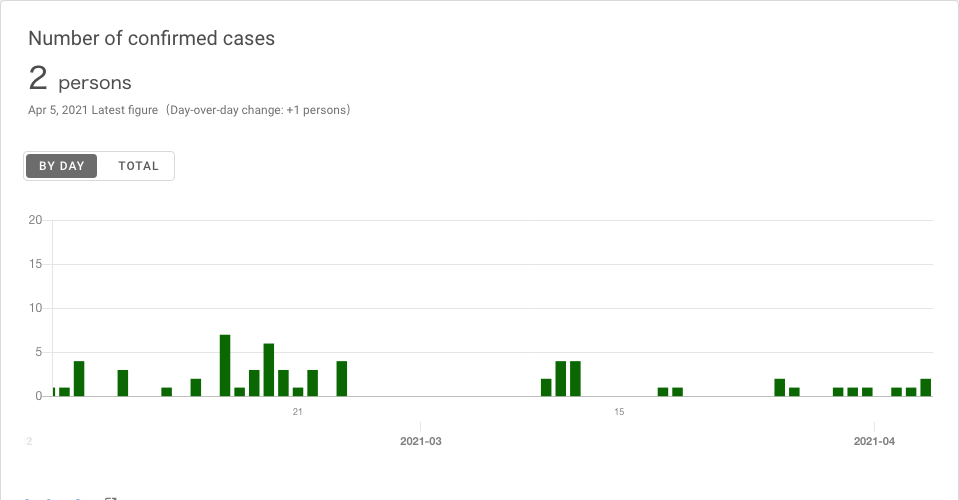 Number of confirmed cases
2 persons
Apr 5, 2021 Latest figure（Day-over-day change: +1 persons）
BY DAY TOTAL
20
15
10
5
0
21 15
2 2021-03 2021-04